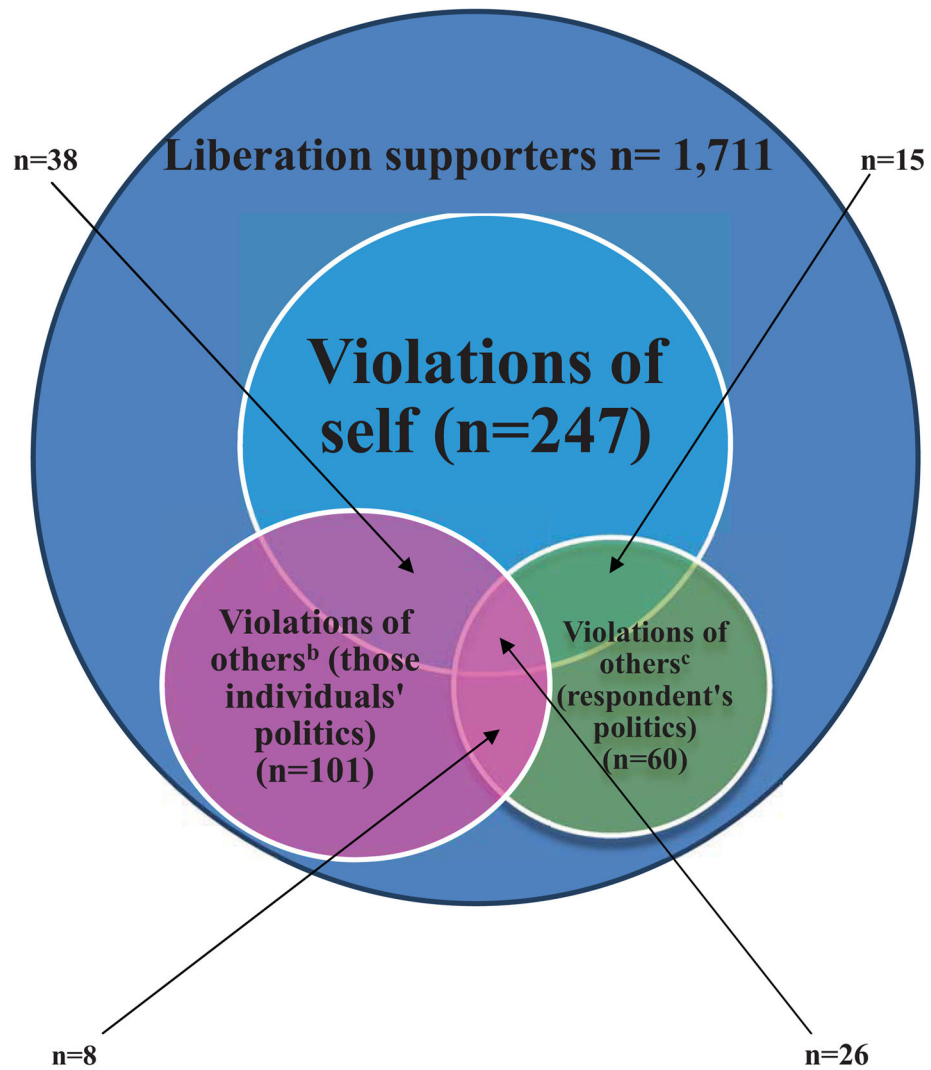 Liberation supporters n= 1,711
n=38
n=15
Violations of
self (n=247)
Violations of
othersᵇ (those
individuals'
politics)
(n=101)
Violations of
othersᶜ
(respondent's
politics)
(n=60)
n=8
n=26